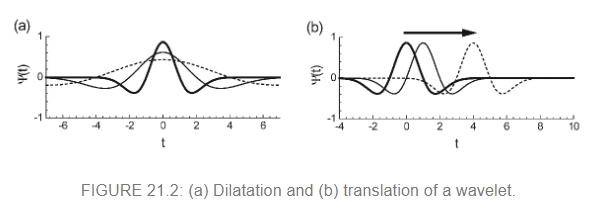 (a)
1
0
-1
Ψ(t)
-6 -4 -2 0 2 4 6
t
(b)
1
0
-1
Ψ(t)
-4 -2 0 2 4 6 8 10
t
FIGURE 21.2: (a) Dilatation and (b) translation of a wavelet.